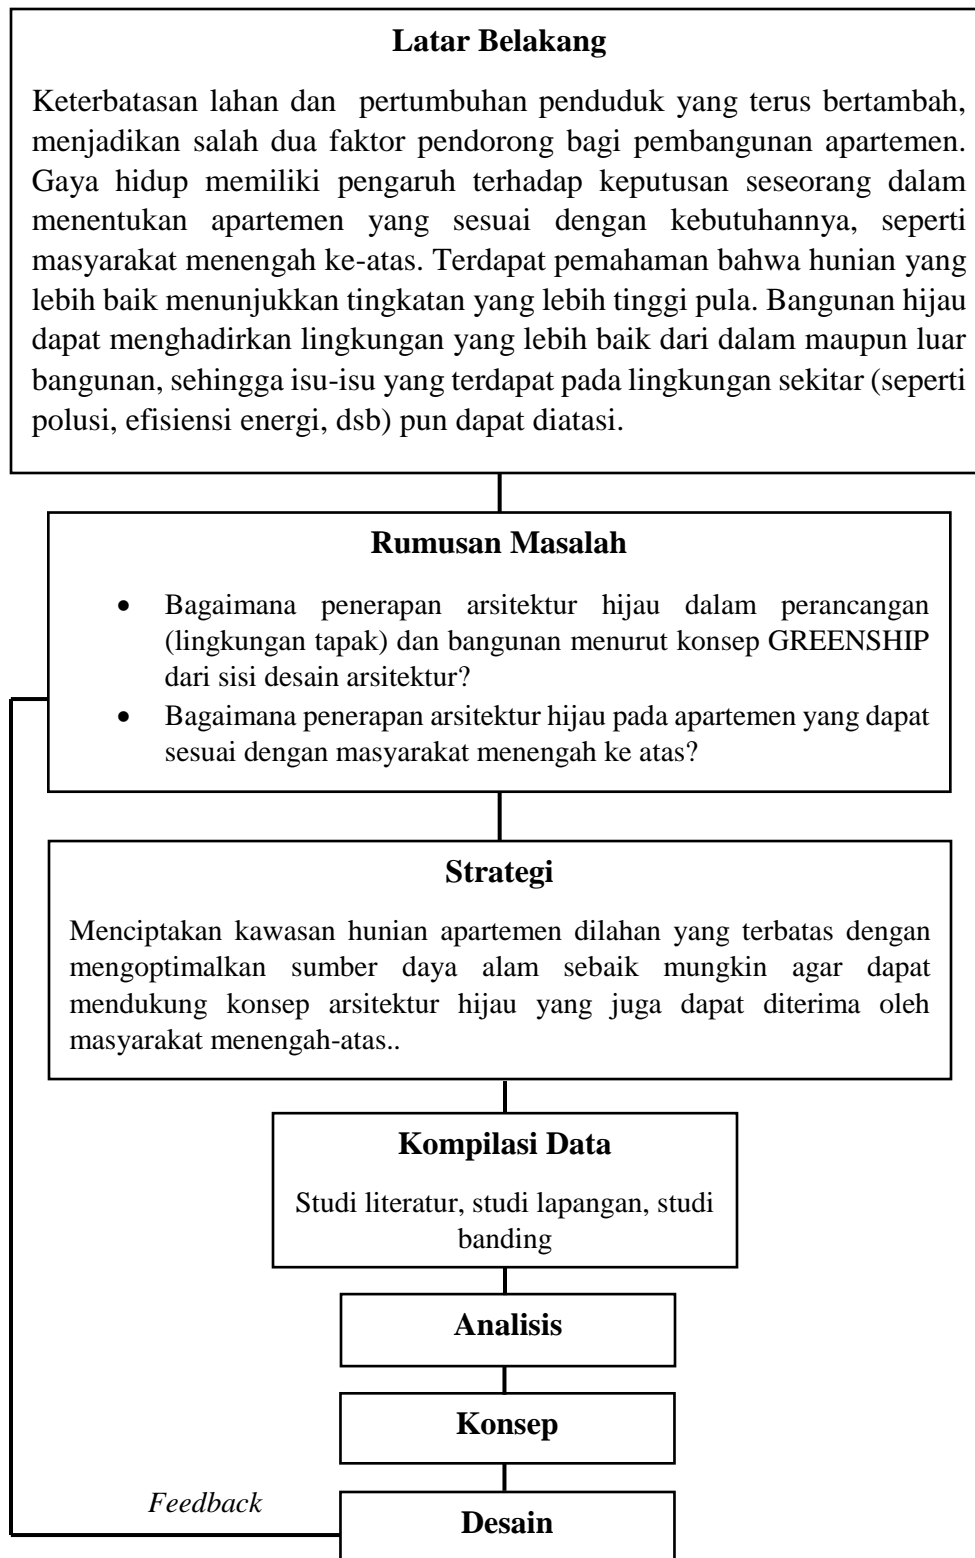 Latar Belakang
Keterbatasan lahan dan pertumbuhan penduduk yang terus bertambah,
menjadikan salah dua faktor pendorong bagi pembangunan apartemen.
Gaya hidup memiliki pengaruh terhadap keputusan seseorang dalam
menentukan apartemen yang sesuai dengan kebutuhannya, seperti
masyarakat menengah ke-atas. Terdapat pemahaman bahwa hunian yang
lebih baik menunjukkan tingkatan yang lebih tinggi pula. Bangunan hijau
dapat menghadirkan lingkungan yang lebih baik dari dalam maupun luar
bangunan, sehingga isu-isu yang terdapat pada lingkungan sekitar (seperti
polusi, efisiensi energi, dsb) pun dapat diatasi.
Rumusan Masalah
• Bagaimana penerapan arsitektur hijau dalam perancangan
(lingkungan tapak) dan bangunan menurut konsep GREENSHIP
dari sisi desain arsitektur?
• Bagaimana penerapan arsitektur hijau pada apartemen yang dapat
sesuai dengan masyarakat menengah ke atas?
Strategi
Menciptakan kawasan hunian apartemen dilahan yang terbatas dengan
mengoptimalkan sumber daya alam sebaik mungkin agar dapat
mendukung konsep arsitektur hijau yang juga dapat diterima oleh
masyarakat menengah-atas..
Kompilasi Data
Studi literatur, studi lapangan, studi
banding
Analisis
Konsep
Feedback
Desain